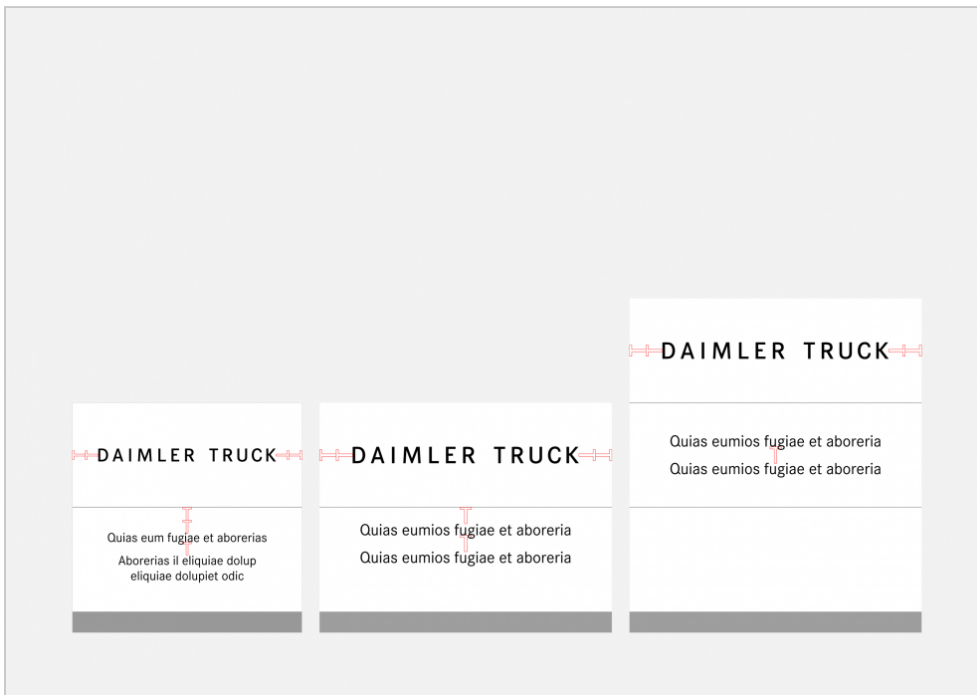 DAIMLER TRUCK
Quias eum fugiae et aborerias
Aborerias il eliquiae dolup
eliquiae dolupiet odic
DAIMLER TRUCK
Quias eumios fugiae et aboreria
Quias eumios fugiae et aboreria
DAIMLER TRUCK
Quias eumios fugiae et aboreria
Quias eumios fugiae et aboreria